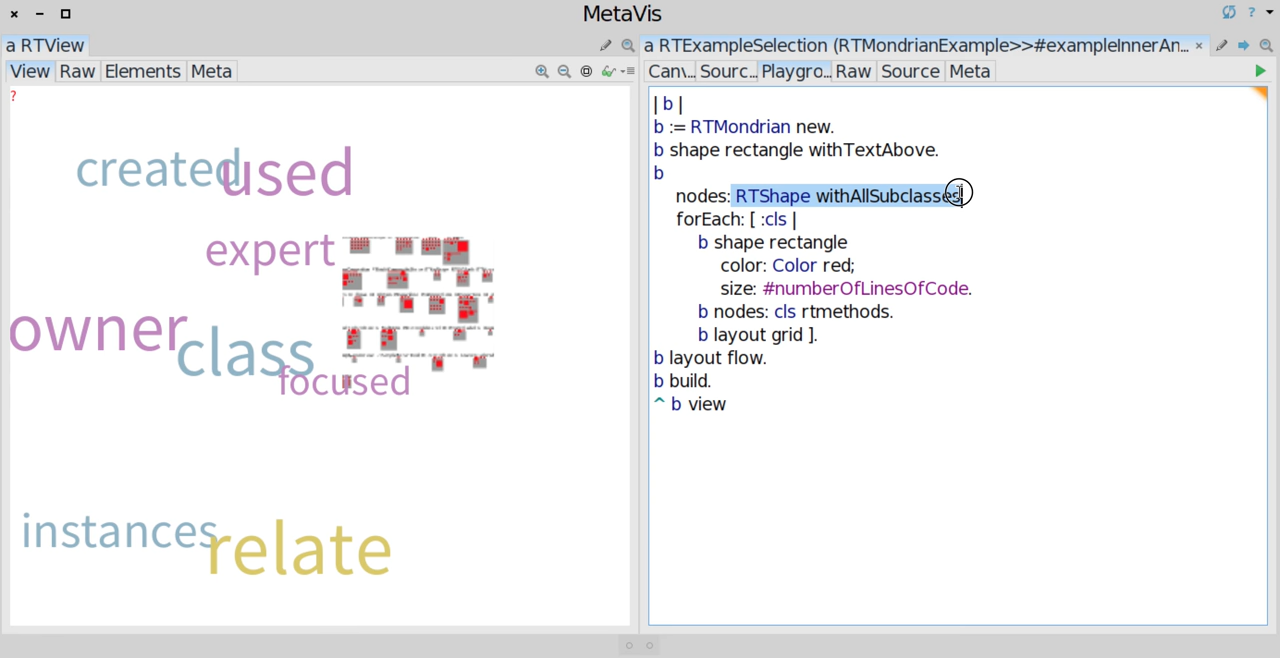 MetaVis
?
a RTView
a RTExampleSelection (RTMondrianExample>>#exampleInnerAn...
View Raw Elements Meta
Can\... Sourc... Playgro... Raw Source Meta
?
created
used
expert
owner
class
focused
instances
relate
| b |
b := RTMondrian new.
b shape rectangle withTextAbove.
b
nodes: RTShape withAllSubclasses
forEach: [ :cls |
b shape rectangle
color: Color red;
size: #numberOfLinesOfCode.
b nodes: cls rtmethods.
b layout grid ].
b layout flow.
b build.
^ b view